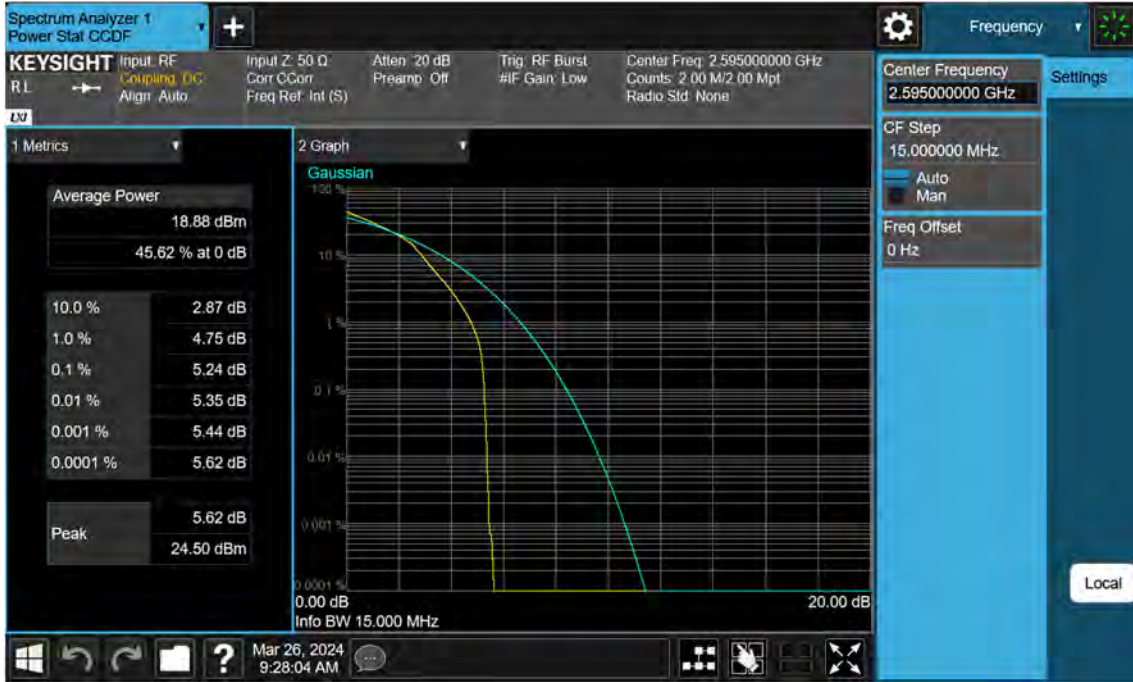 Spectrum Analyzer 1
Power Stat CCDF
Frequency
KEYSIGHT
R L
LXI
Input: RF
Coupling: DC
Align: Auto
Input Z: 50 Ω
Corr CCorr
Freq Ref: Int (S)
Atten: 20 dB
Preamp: Off
Trig: RF Burst
#IF Gain: Low
Center Freq: 2.595000000 GHz
Counts: 2.00 M/2.00 Mpt
Radio Std: None
Center Frequency
2.595000000 GHz
Settings
CF Step
15.000000 MHz
Auto
Man
Freq Offset
0 Hz
1 Metrics
Average Power
18.88 dBm
45.62 % at 0 dB
10.0 % 2.87 dB
1.0 % 4.75 dB
0.1 % 5.24 dB
0.01 % 5.35 dB
0.001 % 5.44 dB
0.0001 % 5.62 dB
Peak
5.62 dB
24.50 dBm
2 Graph
Gaussian
100 %
10 %
1 %
0.1 %
0.01 %
0.001 %
0.0001 %
0.00 dB 20.00 dB
Info BW 15.000 MHz
Local
?
Mar 26, 2024
9:28:04 AM